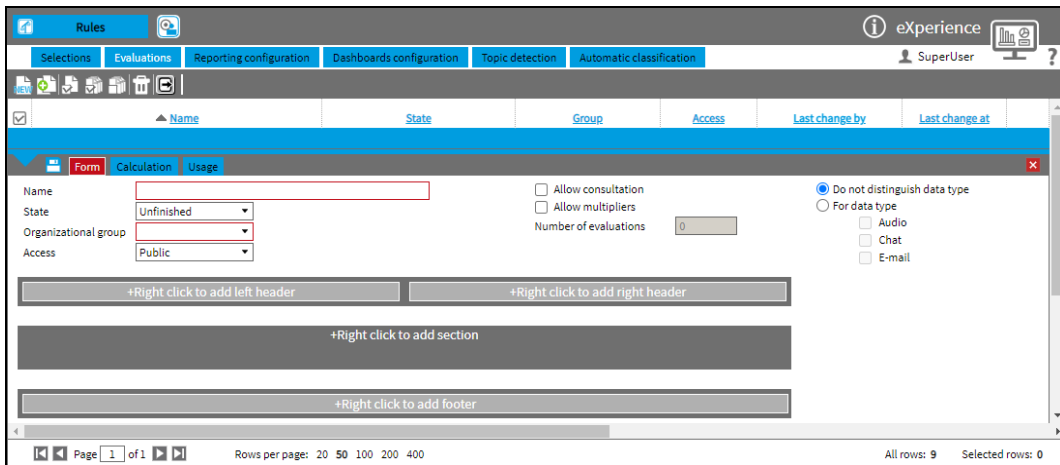 Rules
eXperience
Selections Evaluations Reporting configuration Dashboards configuration Topic detection Automatic classification
SuperUser ?
NEW
Name State Group Access Last change by Last change at
Form Calculation Usage
Name Allow consultation Do not distinguish data type
State Unfinished Allow multipliers For data type
Organizational group Number of evaluations 0 Audio
Access Public Chat
E-mail
+Right click to add left header +Right click to add right header
+Right click to add section
+Right click to add footer
Page 1 of 1 Rows per page: 20 50 100 200 400 All rows: 9 Selected rows: 0